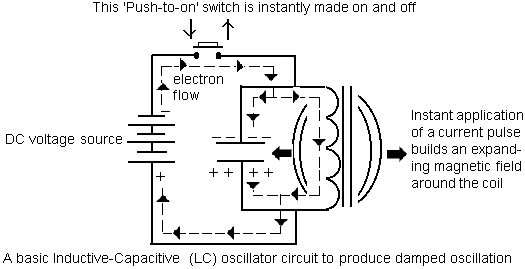 This 'Push-to-on' switch is instantly made on and off
electron
flow
DC voltage source
Instant application
of a current pulse
builds an expand-
ing magnetic field
around the coil
– – – – – –
+ + + +
+
A basic Inductive-Capacitive (LC) oscillator circuit to produce damped oscillation